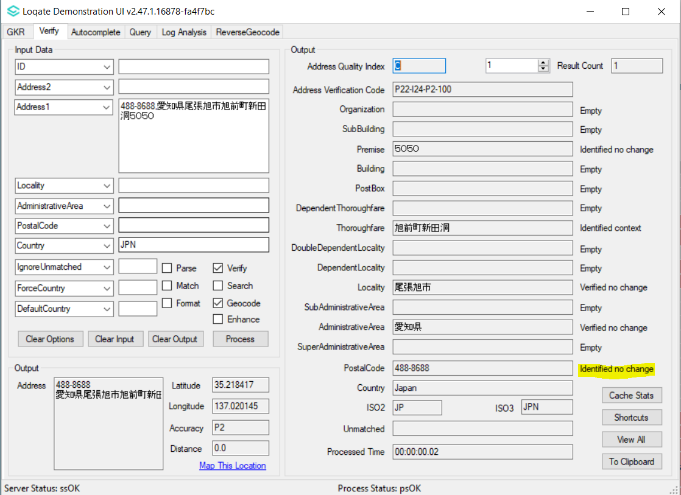 Loqate Demonstration UI v2.47.1.16878-fa4f7bc
GKR Verify Autocomplete Query Log Analysis ReverseGeocode
Input Data
ID
Address2
Address1 488-8688,愛知県尾張旭市旭前町新田
洞5050
Locality
AdministrativeArea
PostalCode
Country JPN
IgnoreUnmatched Parse Verify
ForceCountry Match Search
DefaultCountry Format Geocode
Enhance
Clear Options Clear Input Clear Output Process
Output
Address 488-8688
愛知県尾張旭市旭前町新田
Latitude 35.218417
Longitude 137.020145
Accuracy P2
Distance 0.0
Map This Location
Output
Address Quality Index C 1 Result Count 1
Address Verification Code P22-I24-P2-100
Organization Empty
SubBuilding Empty
Premise 5050 Identified no change
Building Empty
PostBox Empty
DependentThoroughfare Empty
Thoroughfare 旭前町新田洞 Identified context
DoubleDependentLocality Empty
DependentLocality Empty
Locality 尾張旭市 Verified no change
SubAdministrativeArea Empty
AdministrativeArea 愛知県 Verified no change
SuperAdministrativeArea Empty
PostalCode 488-8688 Identified no change
Country Japan
ISO2 JP ISO3 JPN
Unmatched
Processed Time 00:00:00.02
Cache Stats
Shortcuts
View All
To Clipboard
Server Status: ssOK Process Status: psOK